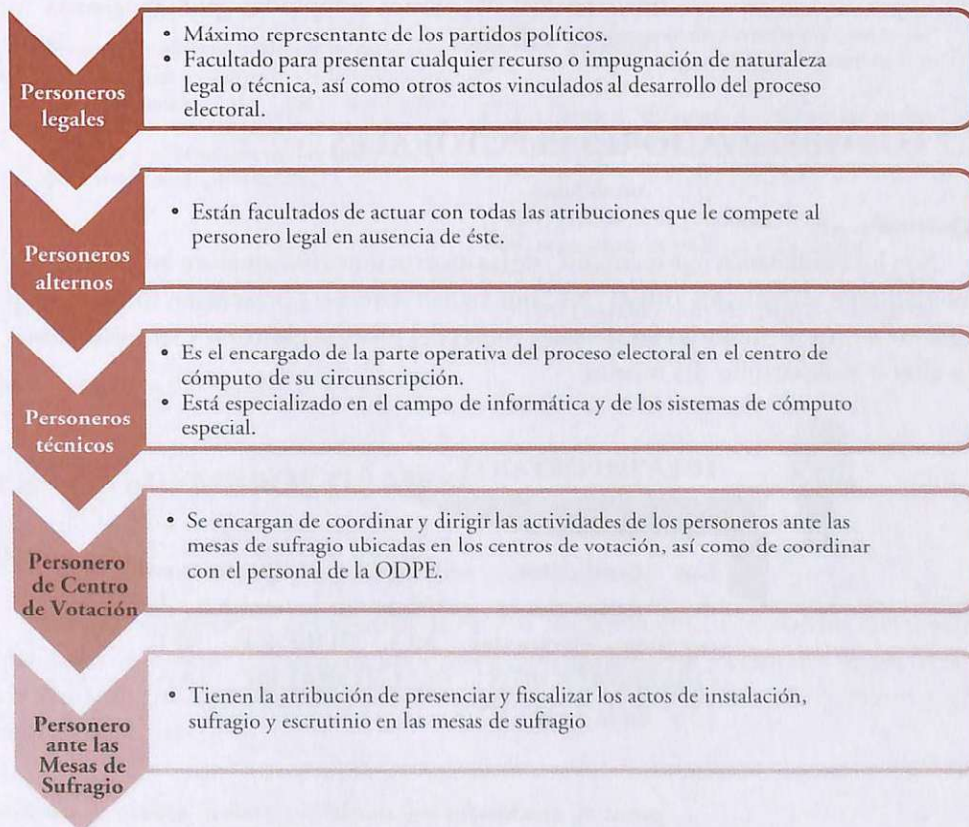 Personeros
legales
• Máximo representante de los partidos políticos.
• Facultado para presentar cualquier recurso o impugnación de naturaleza
legal o técnica, así como otros actos vinculados al desarrollo del proceso
electoral.
Personeros
alternos
• Están facultados de actuar con todas las atribuciones que le compete al
personero legal en ausencia de éste.
Personeros
técnicos
• Es el encargado de la parte operativa del proceso electoral en el centro de
cómputo de su circunscripción.
• Está especializado en el campo de informática y de los sistemas de cómputo
especial.
Personero
de Centro
de Votación
• Se encargan de coordinar y dirigir las actividades de los personeros ante las
mesas de sufragio ubicadas en los centros de votación, así como de coordinar
con el personal de la ODPE.
Personero
ante las
Mesas de
Sufragio
• Tienen la atribución de presenciar y fiscalizar los actos de instalación,
sufragio y escrutinio en las mesas de sufragio